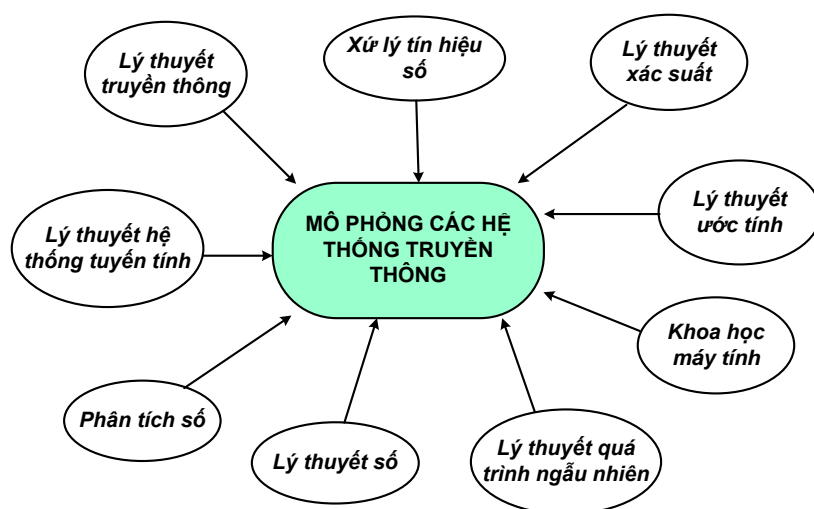 Lý thuyết
truyền thông
Xử lý tín hiệu
số
Lý thuyết
xác suất
Lý thuyết hệ
thống tuyến tính
MÔ PHỎNG CÁC HỆ
THỐNG TRUYỀN
THÔNG
Lý thuyết
ước tính
Khoa học
máy tính
Phân tích số
Lý thuyết số
Lý thuyết quá
trình ngẫu nhiên